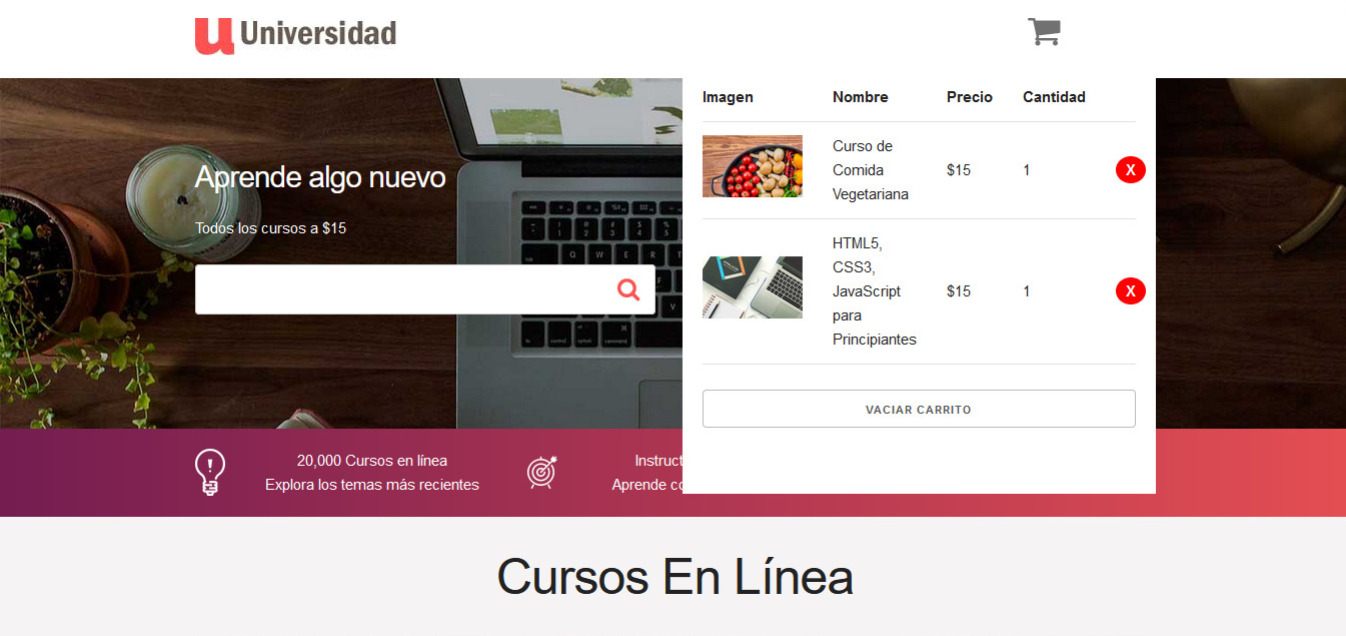 Universidad
Imagen Nombre Precio Cantidad
Curso de
Comida
Vegetariana
$15 1 X
HTML5,
CSS3,
JavaScript
para
Principiantes
$15 1 X
VACIAR CARRITO
Aprende algo nuevo
Todos los cursos a $15
20,000 Cursos en línea
Explora los temas más recientes
Instruct
Aprende co
Cursos En Línea